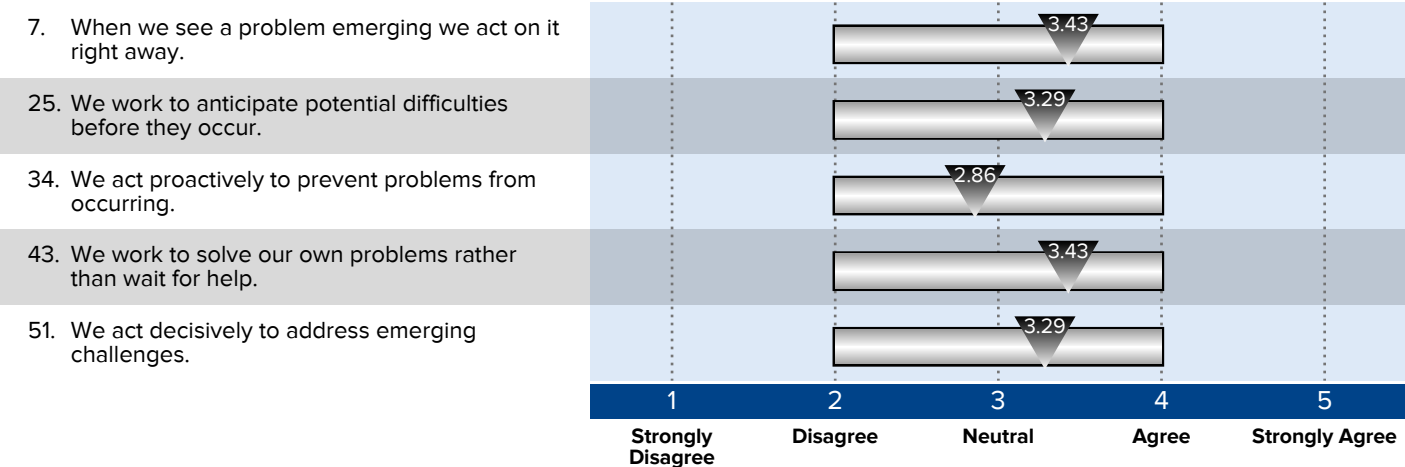 7. When we see a problem emerging we act on it
right away.
3.43
25. We work to anticipate potential difficulties
before they occur.
3.29
34. We act proactively to prevent problems from
occurring.
2.86
43. We work to solve our own problems rather
than wait for help.
3.43
51. We act decisively to address emerging
challenges.
3.29
1 2 3 4 5
Strongly Disagree Neutral Agree Strongly Agree
Disagree